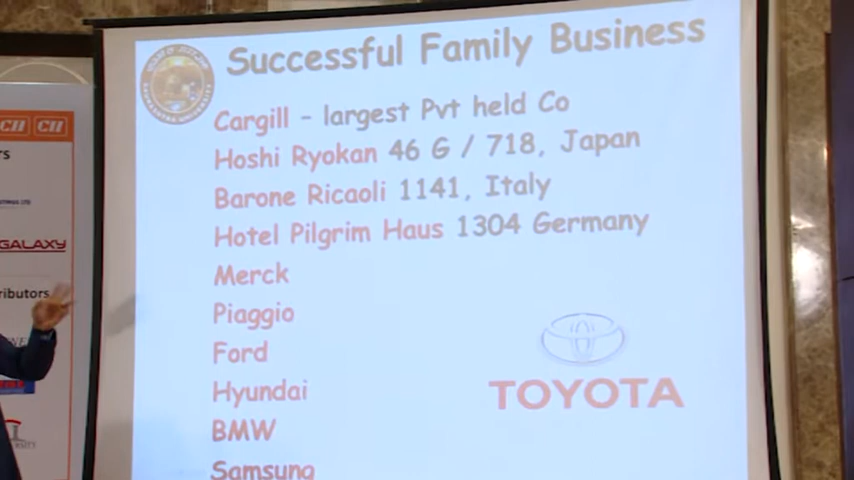 Successful Family Business
Cargill - largest Pvt held Co
Hoshi Ryokan 46 G / 718, Japan
Barone Ricaoli 1141, Italy
Hotel Pilgrim Haus 1304 Germany
Merck
Piaggio
Ford
Hyundai
BMW
Samsung
TOYOTA
CII CII
GALAXY